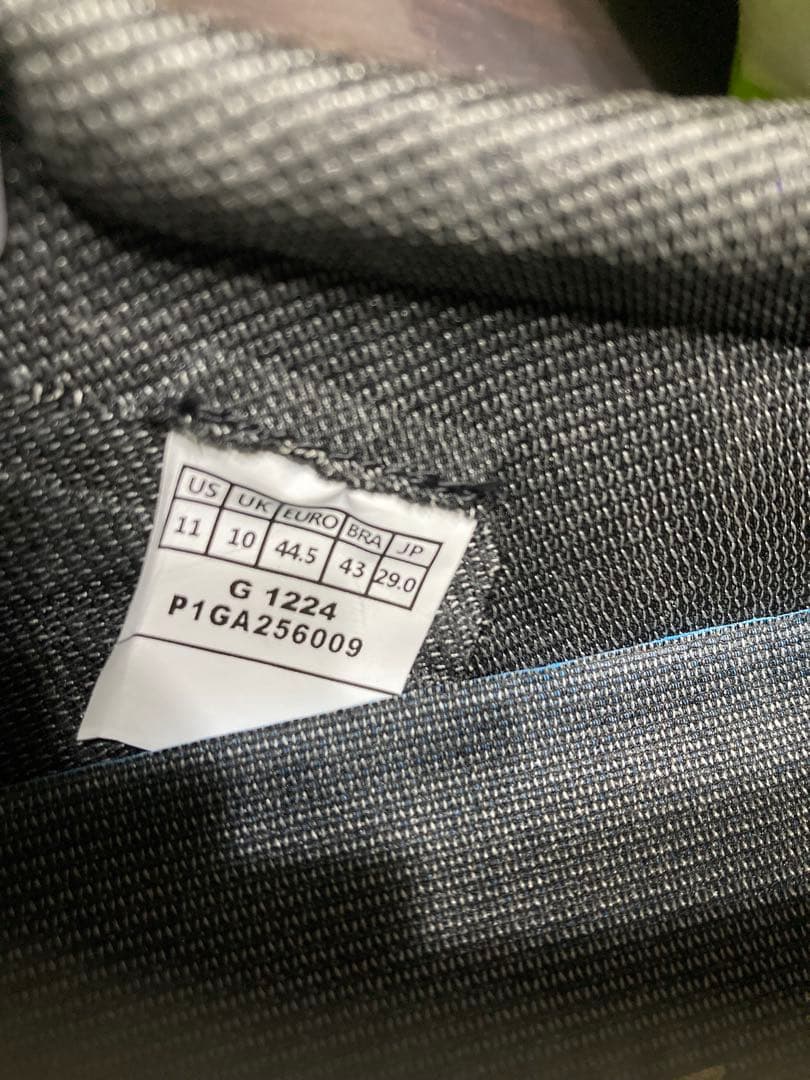 US UK EURO BRA JP
11 10 44.5 43 29.0
G 1224
P1GA256009